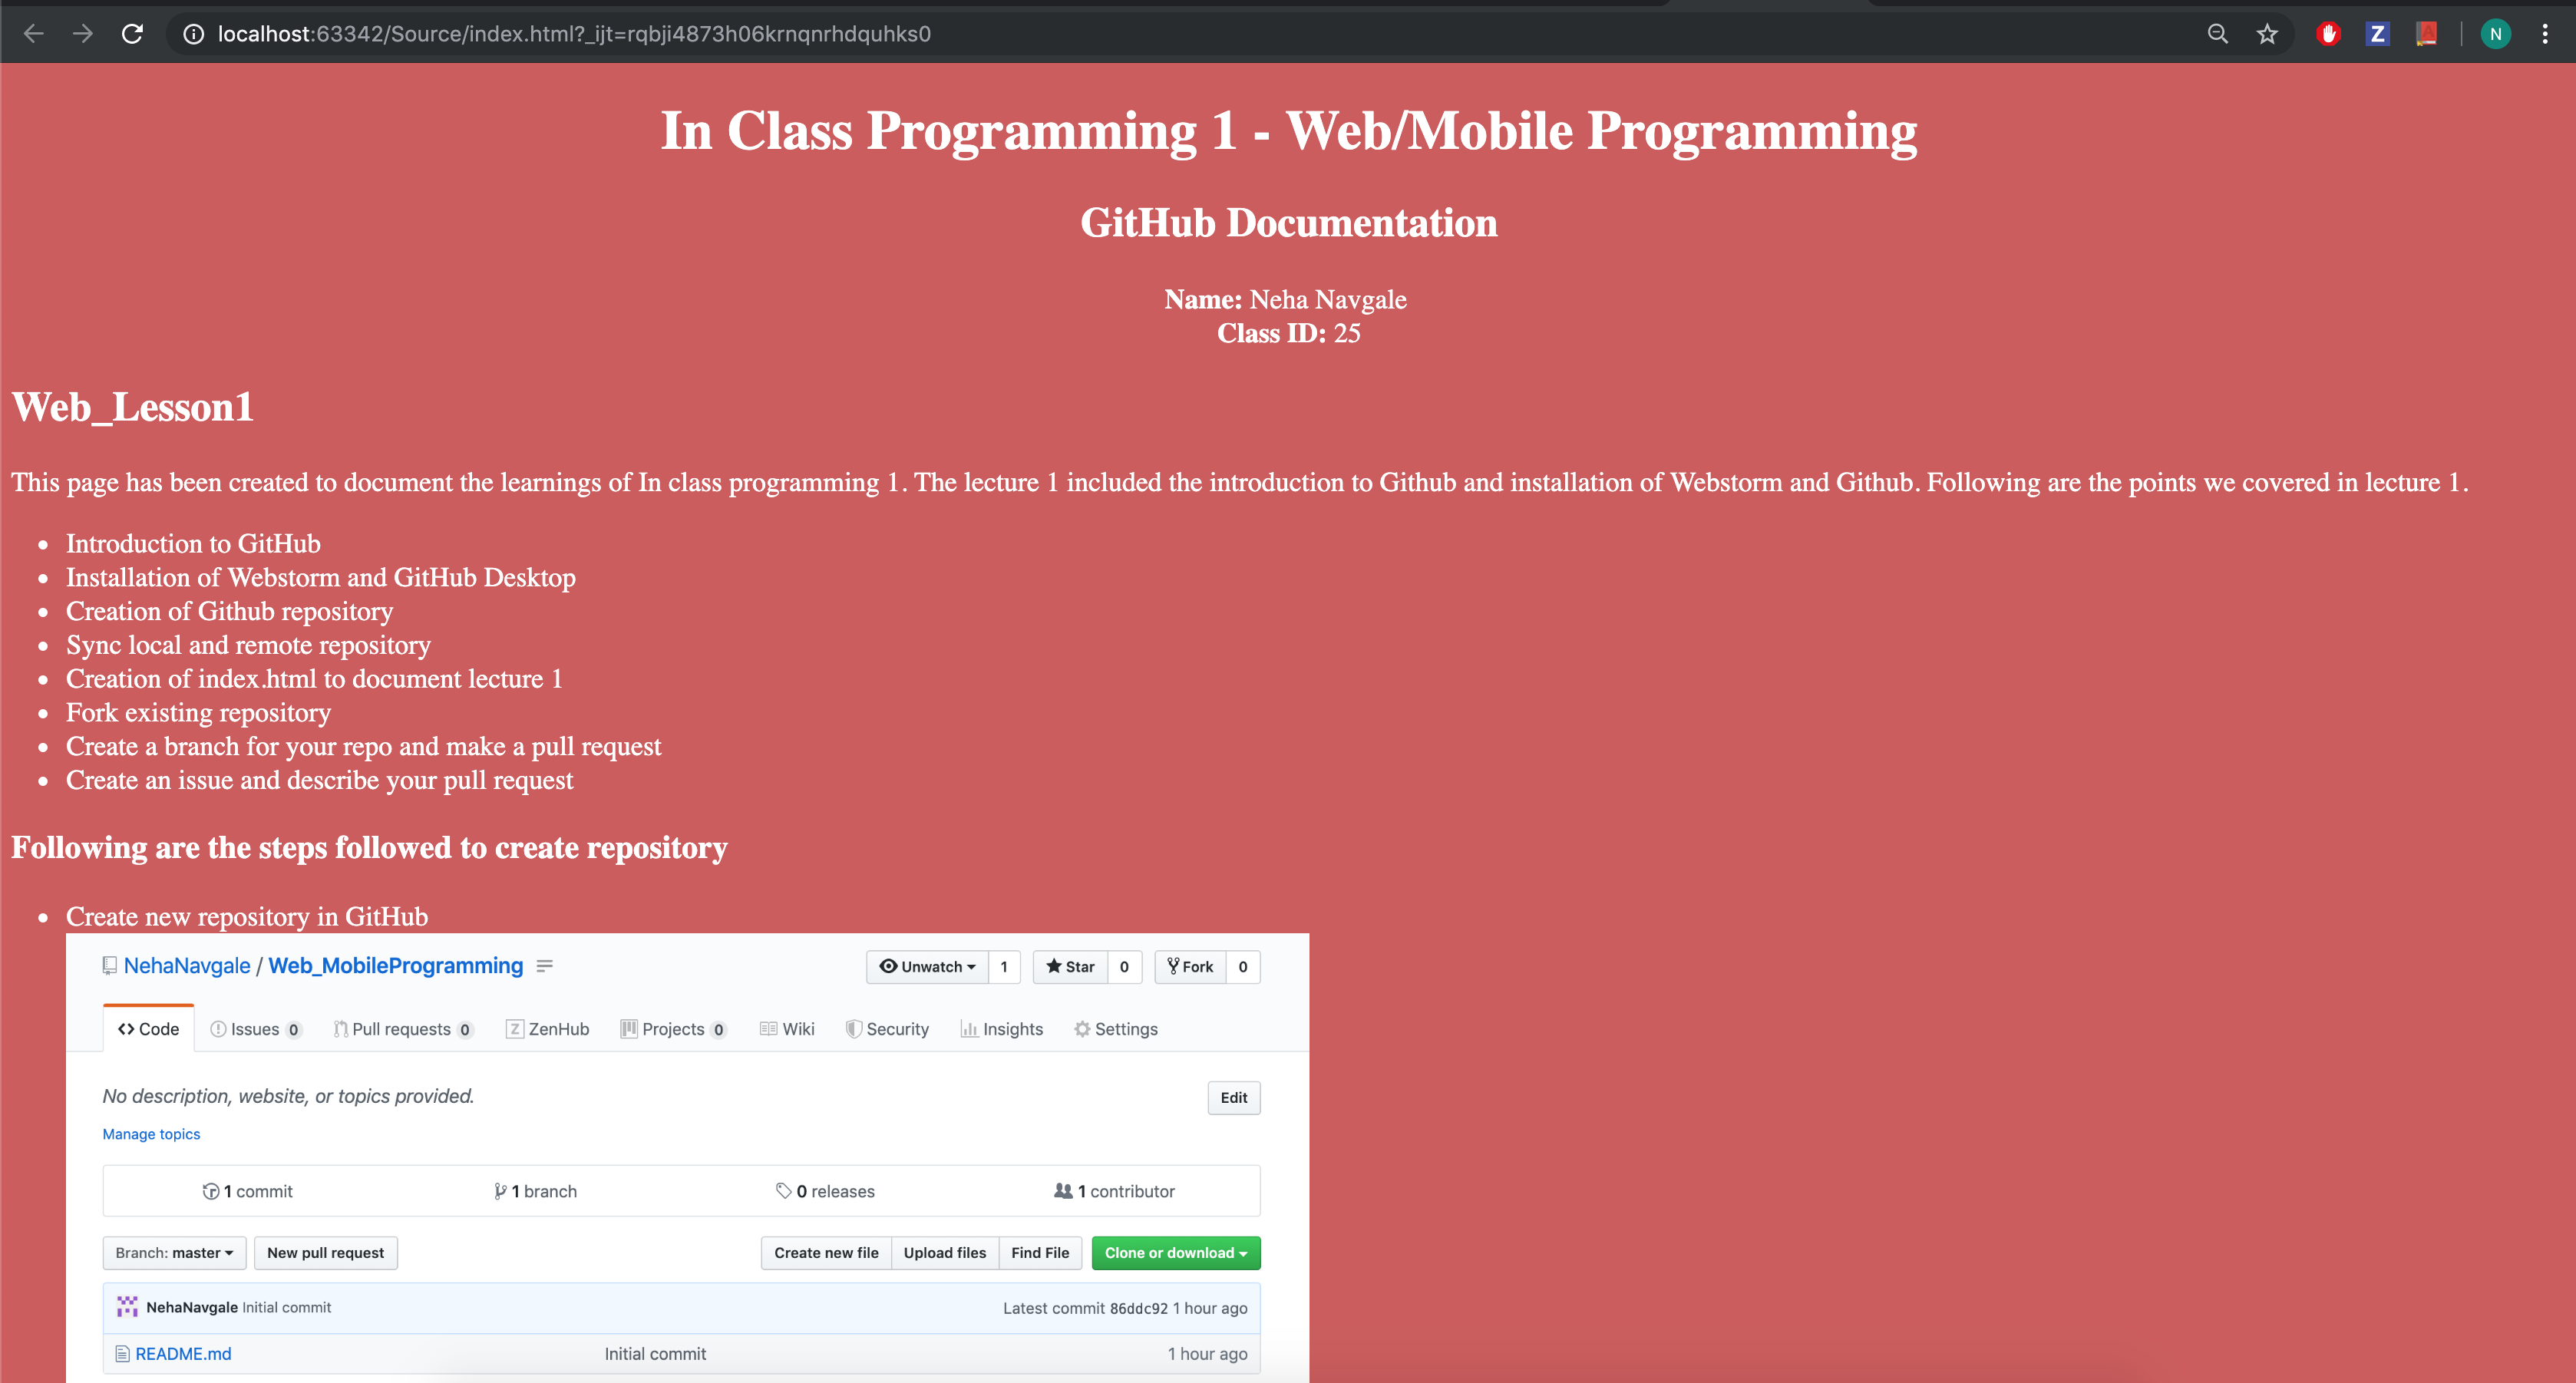 localhost:63342/Source/index.html?_ijt=rqbji4873h06krnqnrhdquhks0
Z
A
N
In Class Programming 1 - Web/Mobile Programming
GitHub Documentation
Name: Neha Navgale
Class ID: 25
Web_Lesson1
This page has been created to document the learnings of In class programming 1. The lecture 1 included the introduction to Github and installation of Webstorm and Github. Following are the points we covered in lecture 1.
• Introduction to GitHub
• Installation of Webstorm and GitHub Desktop
• Creation of Github repository
• Sync local and remote repository
• Creation of index.html to document lecture 1
• Fork existing repository
• Create a branch for your repo and make a pull request
• Create an issue and describe your pull request
Following are the steps followed to create repository
• Create new repository in GitHub
NehaNavgale / Web_MobileProgramming Unwatch 1 Star 0 Fork 0
Code Issues 0 Pull requests 0 Z ZenHub Projects 0 Wiki Security Insights Settings
No description, website, or topics provided. Edit
Manage topics
1 commit 1 branch 0 releases 1 contributor
Branch: master New pull request Create new file Upload files Find File Clone or download
NehaNavgale Initial commit Latest commit 86ddc92 1 hour ago
README.md Initial commit 1 hour ago